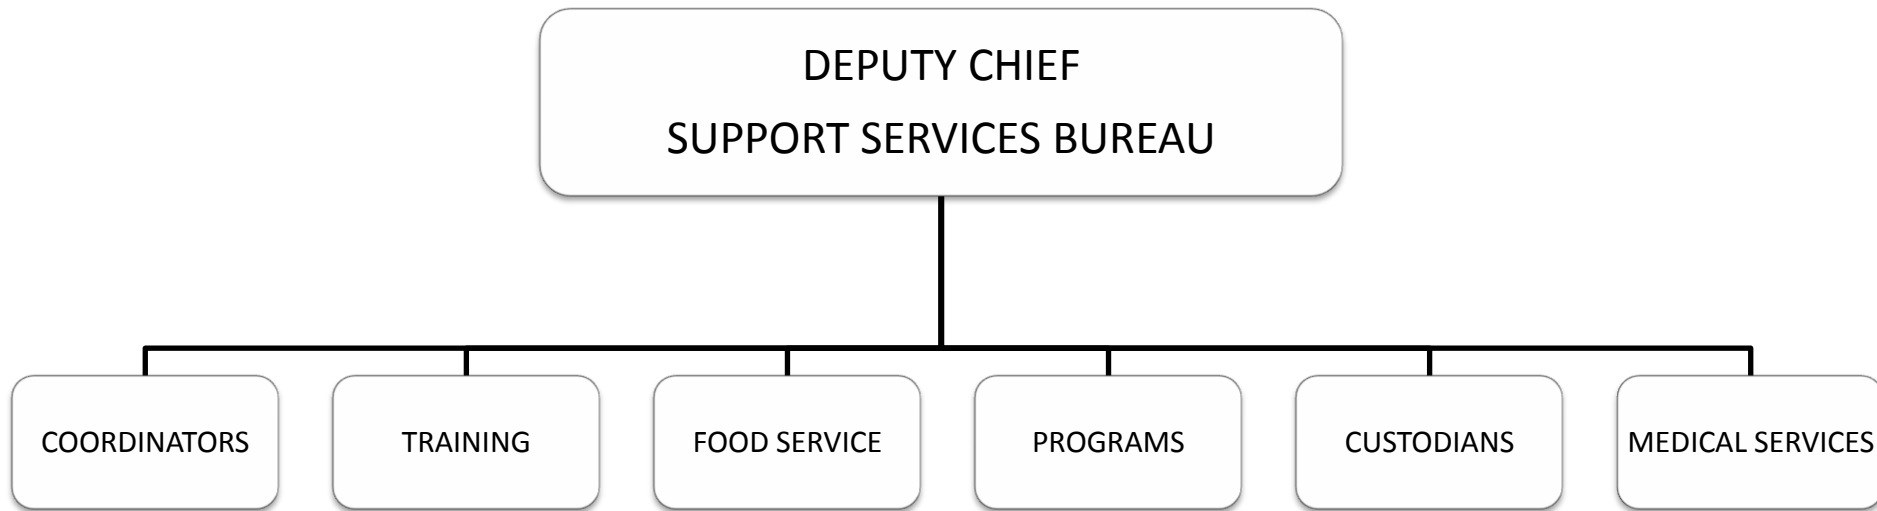 DEPUTY CHIEF
SUPPORT SERVICES BUREAU
COORDINATORS
TRAINING
FOOD SERVICE
PROGRAMS
CUSTODIANS
MEDICAL SERVICES